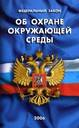 ФЕДЕРАЛЬНЫЙ ЗАКОН
ОБ ОХРАНЕ
ОКРУЖАЮЩЕЙ
СРЕДЫ
2006